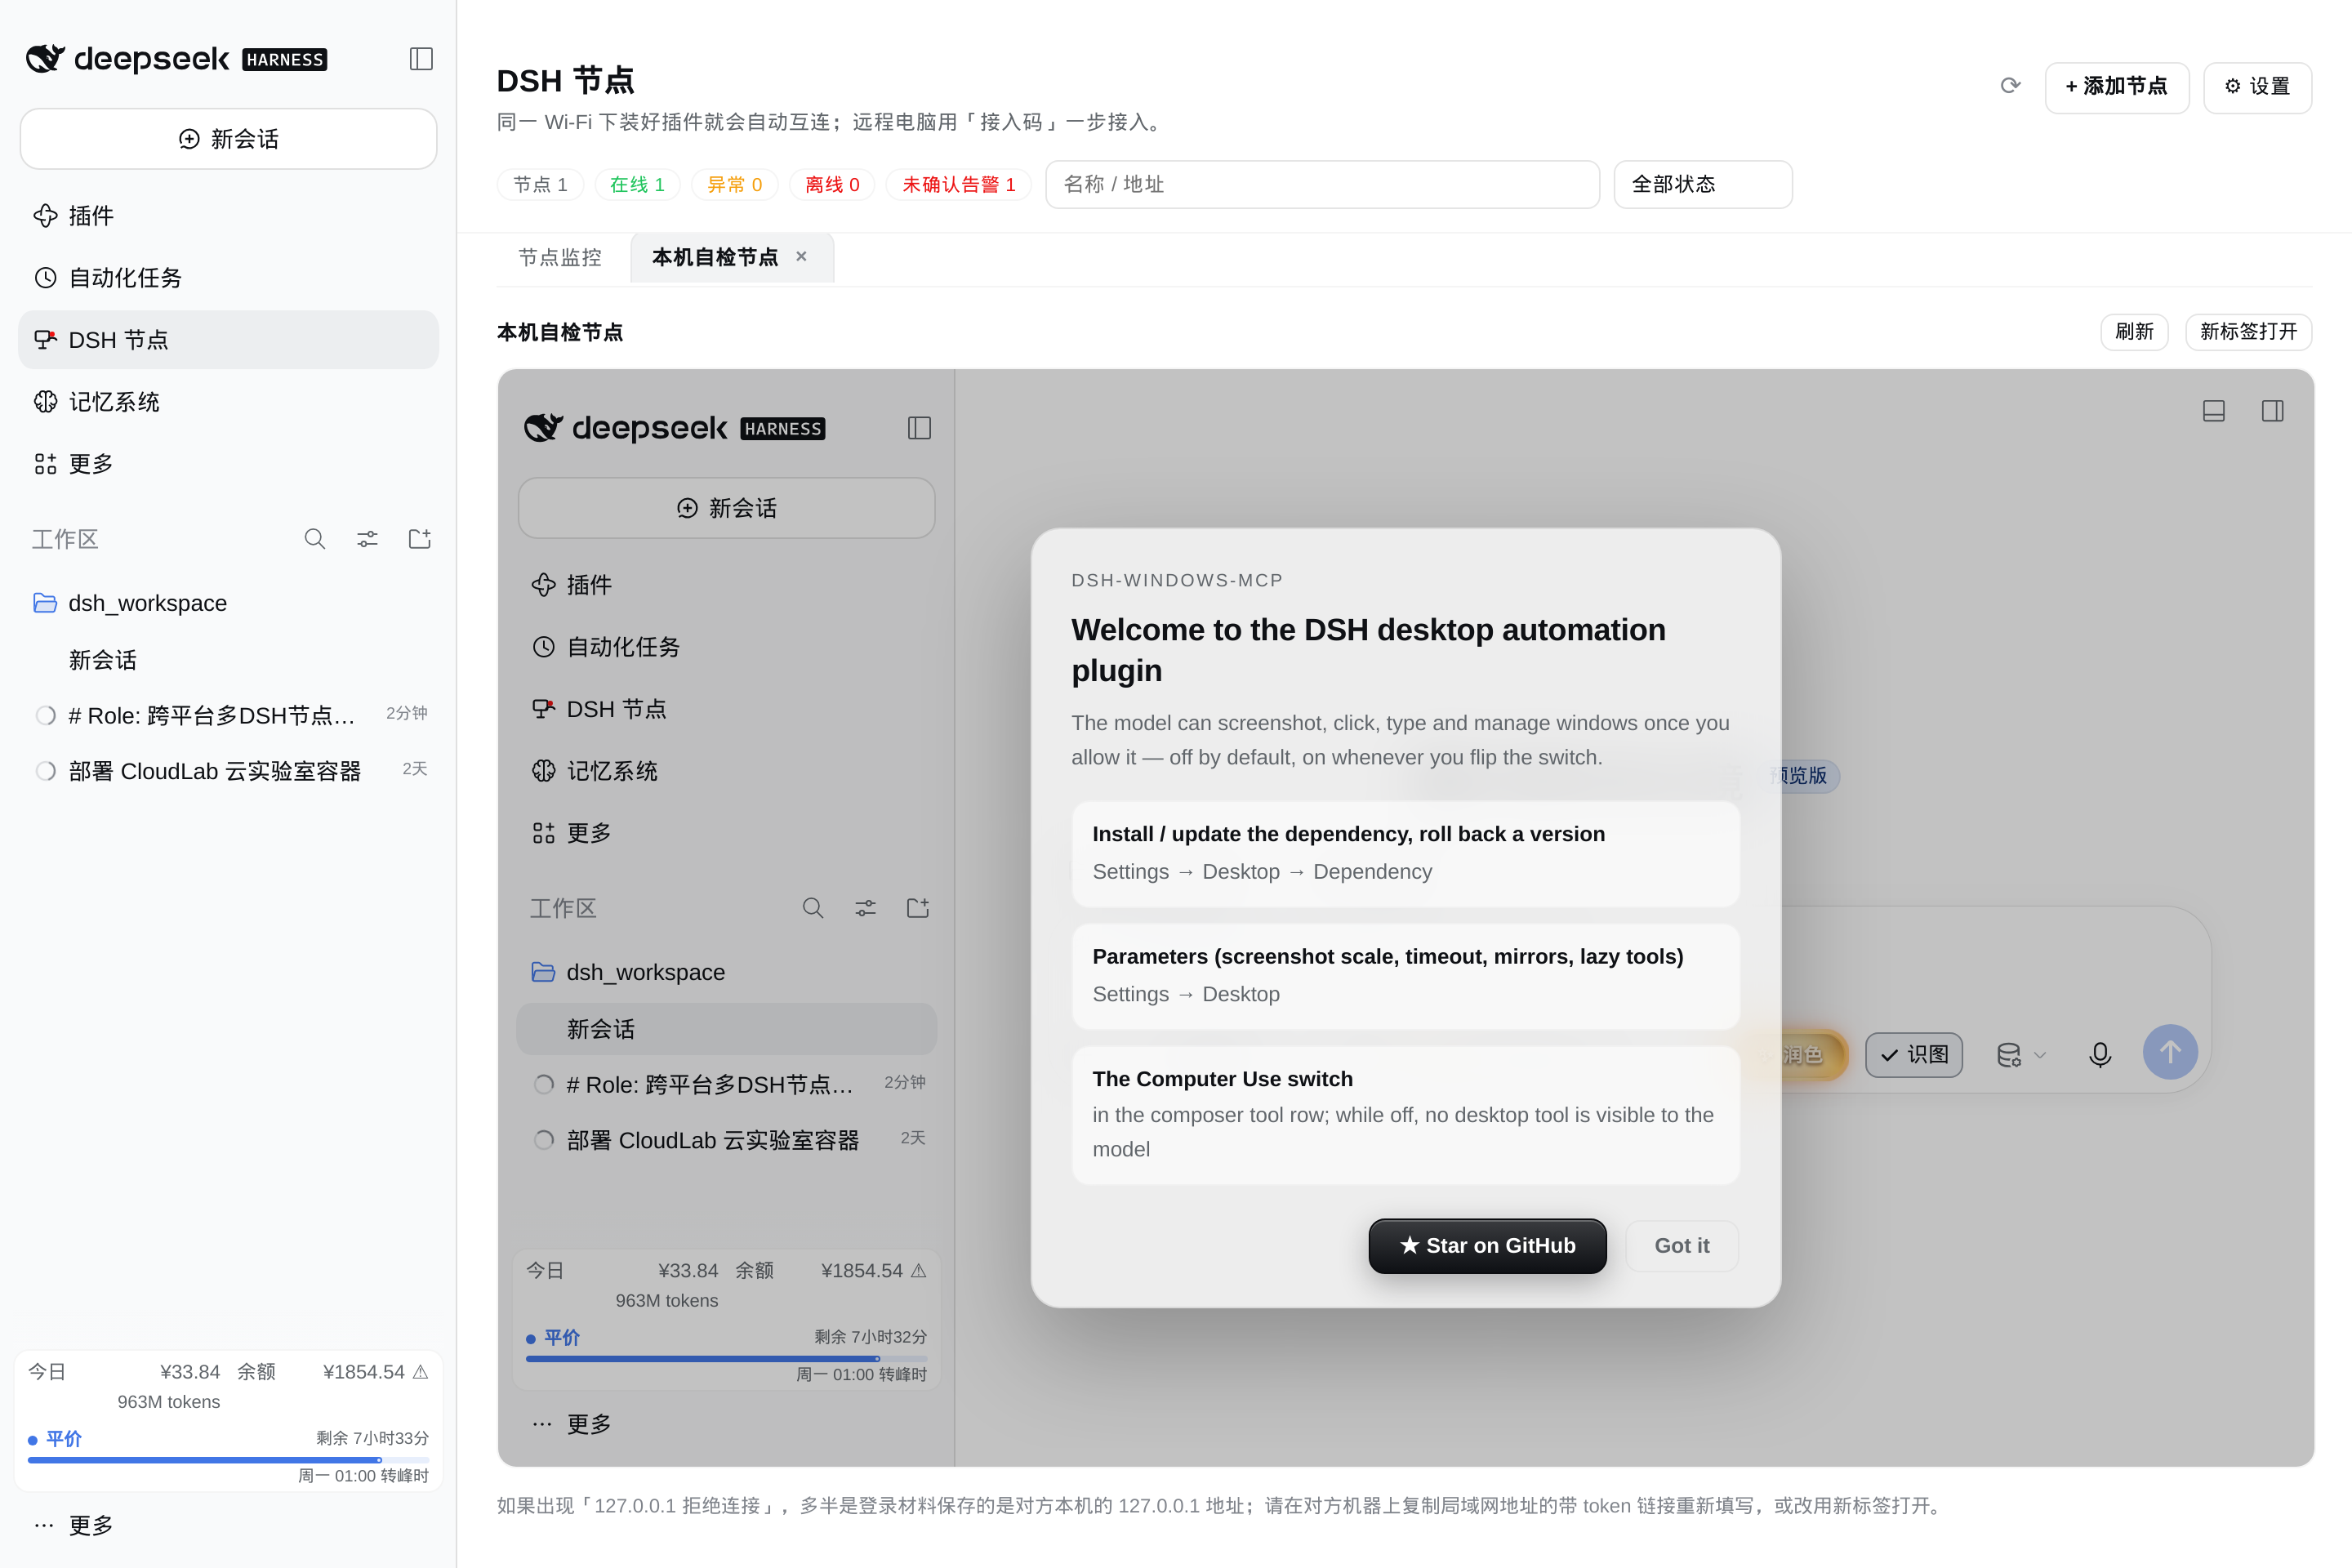 deepseek HARNESS
新会话
插件
自动化任务
DSH 节点
记忆系统
更多
工作区
dsh_workspace
新会话
# Role: 跨平台多DSH节点... 2分钟
部署 CloudLab 云实验室容器 2天
今日 ¥33.84 余额 ¥1854.54 ⚠
963M tokens
平价 剩余 7小时33分
周一 01:00 转峰时
··· 更多
DSH 节点
同一 Wi-Fi 下装好插件就会自动互连；远程电脑用「接入码」一步接入。
⟳ + 添加节点 ⚙ 设置
节点 1 在线 1 异常 0 离线 0 未确认告警 1 名称 / 地址 全部状态
节点监控 本机自检节点 ×
本机自检节点 刷新 新标签打开
deepseek HARNESS
新会话
插件
自动化任务
DSH 节点
记忆系统
更多
工作区
dsh_workspace
新会话
# Role: 跨平台多DSH节点... 2分钟
部署 CloudLab 云实验室容器 2天
今日 ¥33.84 余额 ¥1854.54 ⚠
963M tokens
平价 剩余 7小时32分
周一 01:00 转峰时
··· 更多
DSH-WINDOWS-MCP
Welcome to the DSH desktop automation
plugin
The model can screenshot, click, type and manage windows once you
allow it — off by default, on whenever you flip the switch.
Install / update the dependency, roll back a version
Settings → Desktop → Dependency
Parameters (screenshot scale, timeout, mirrors, lazy tools)
Settings → Desktop
The Computer Use switch
in the composer tool row; while off, no desktop tool is visible to the
model
★ Star on GitHub Got it
预览版
润色 ✓ 识图
如果出现「127.0.0.1 拒绝连接」，多半是登录材料保存的是对方本机的 127.0.0.1 地址；请在对方机器上复制局域网地址的带 token 链接重新填写，或改用新标签打开。